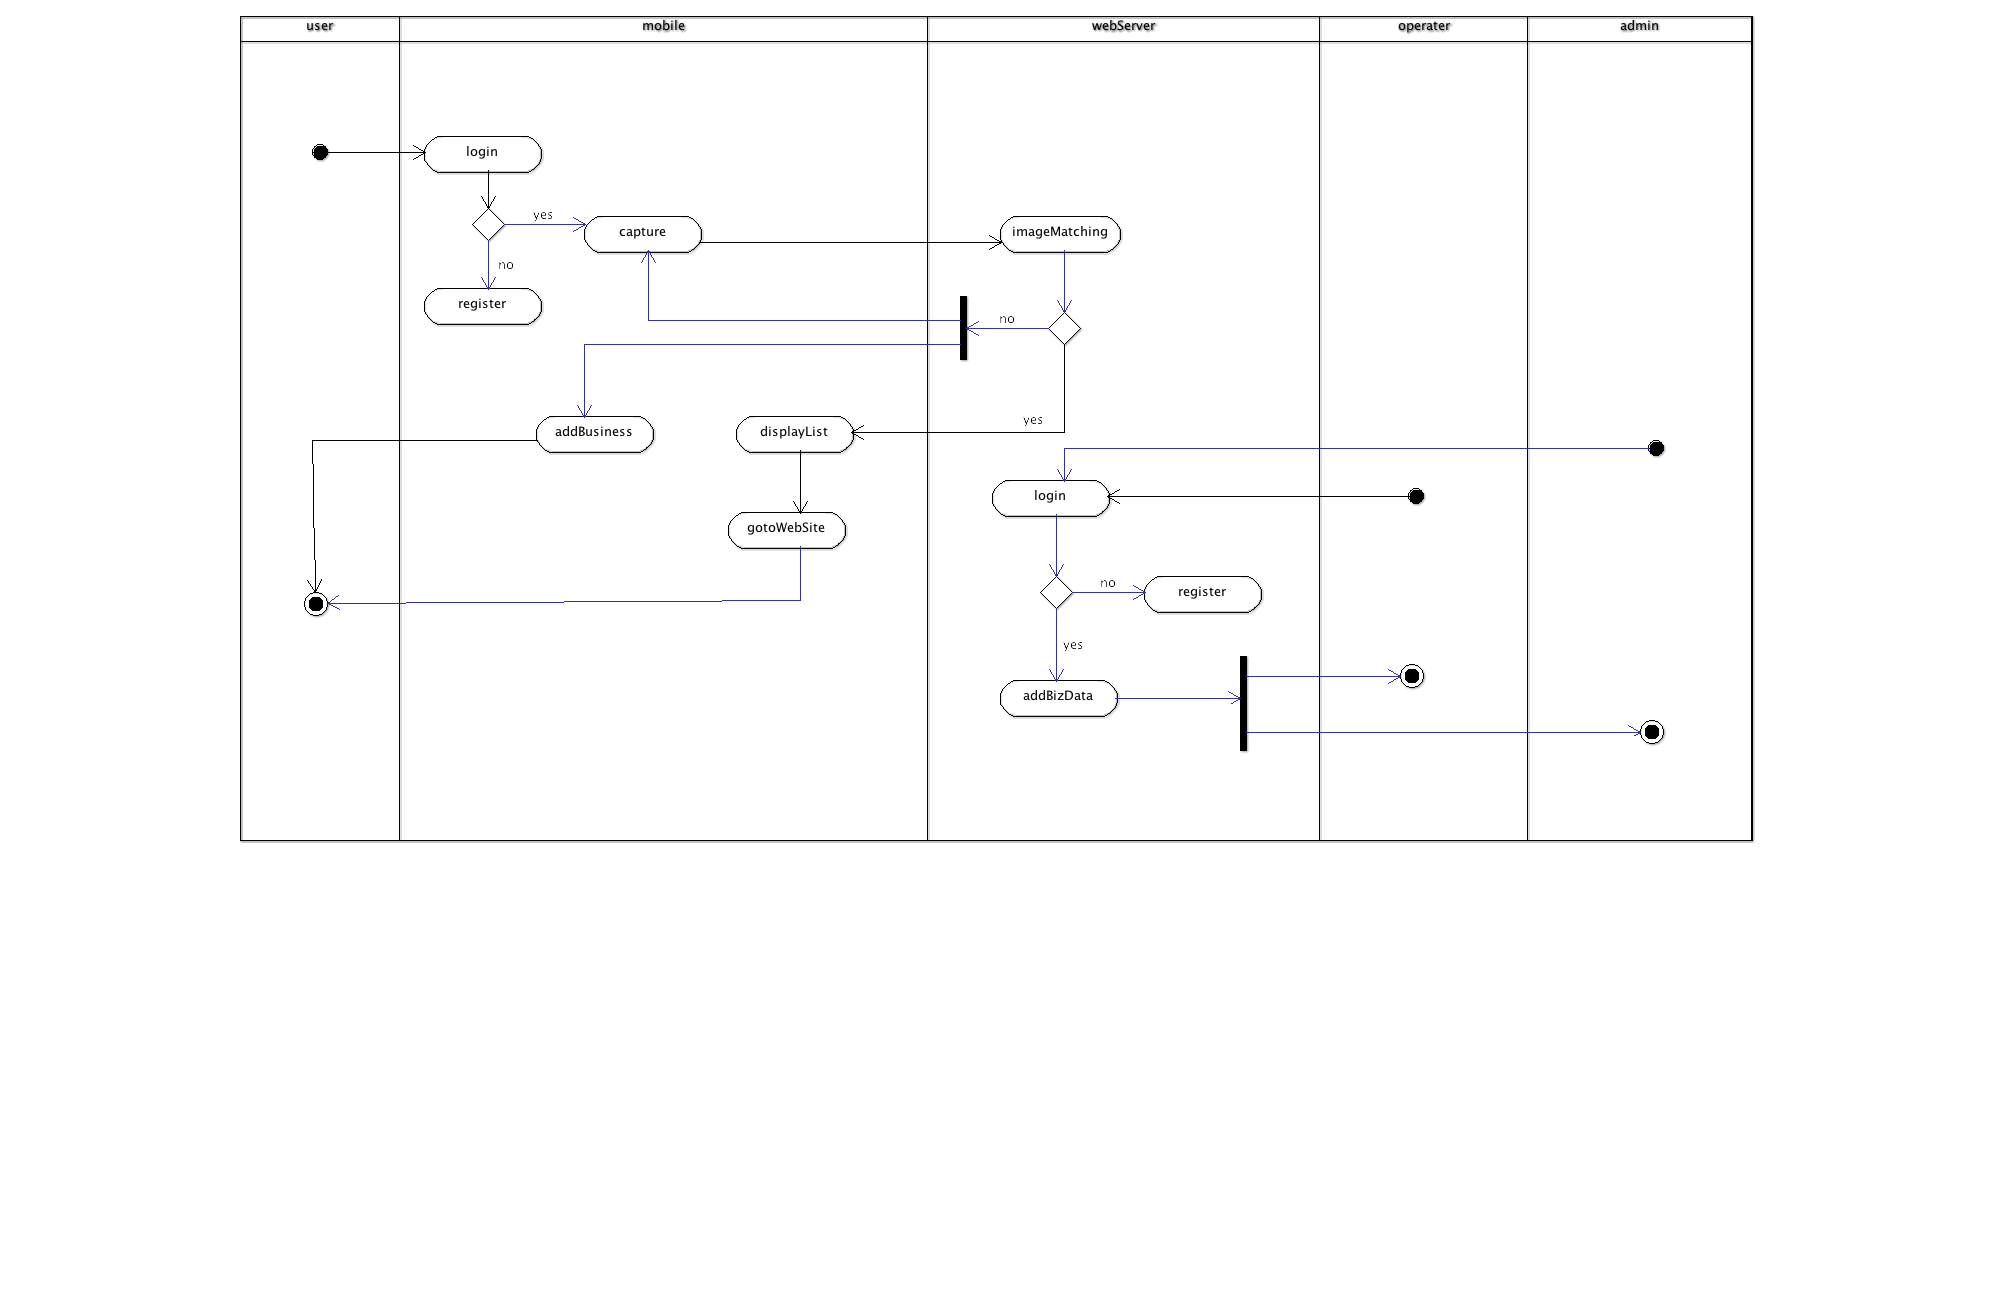 user mobile webServer operater admin
login
yes
capture
imageMatching
no
register
no
addBusiness
displayList
yes
login
gotoWebSite
no
register
yes
addBizData